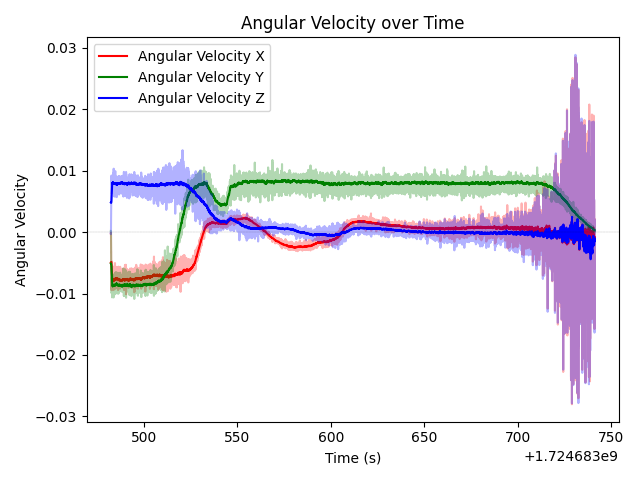 Angular Velocity over Time
Angular Velocity X
Angular Velocity Y
Angular Velocity Z
Angular Velocity
0.03
0.02
0.01
0.00
−0.01
−0.02
−0.03
500 550 600 650 700 750
Time (s)
+1.724683e9